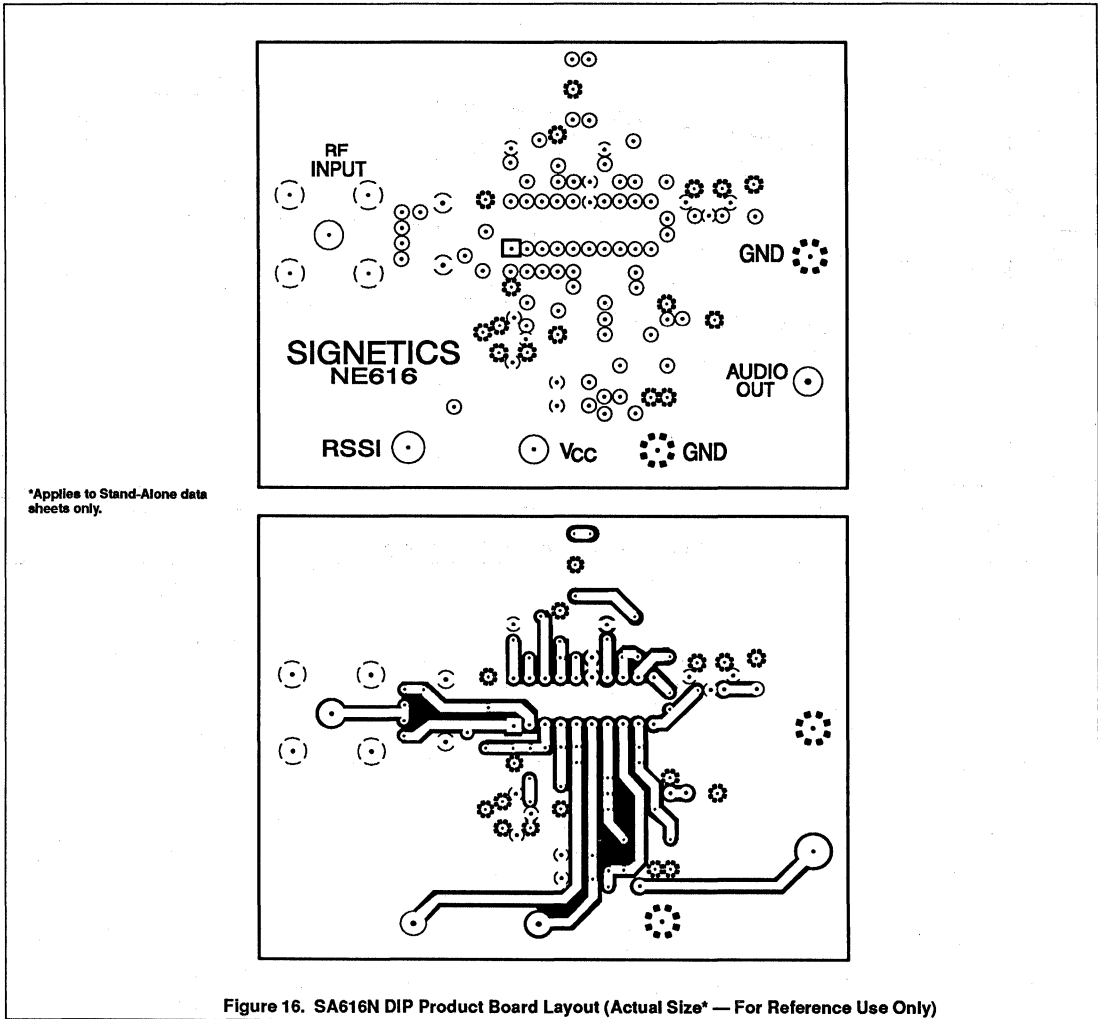 RF
INPUT
GND
SIGNETICS
NE616
AUDIO
OUT
RSSI
VCC
GND
*Applies to Stand-Alone data
sheets only.
Figure 16. SA616N DIP Product Board Layout (Actual Size* — For Reference Use Only)